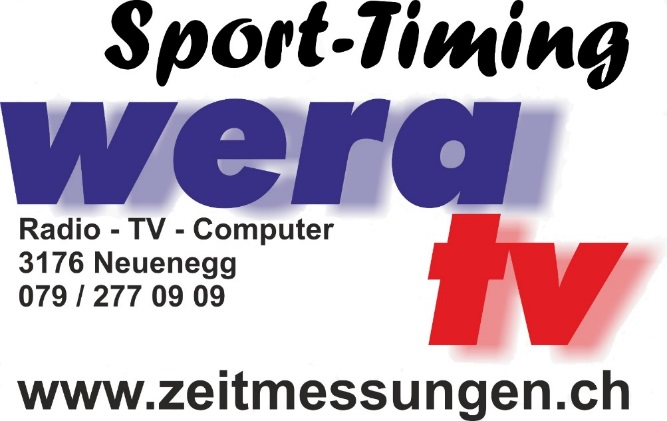 Sport-Timing
wera
Radio - TV - Computer
3176 Neuenegg
079 / 277 09 09
tv
www.zeitmessungen.ch